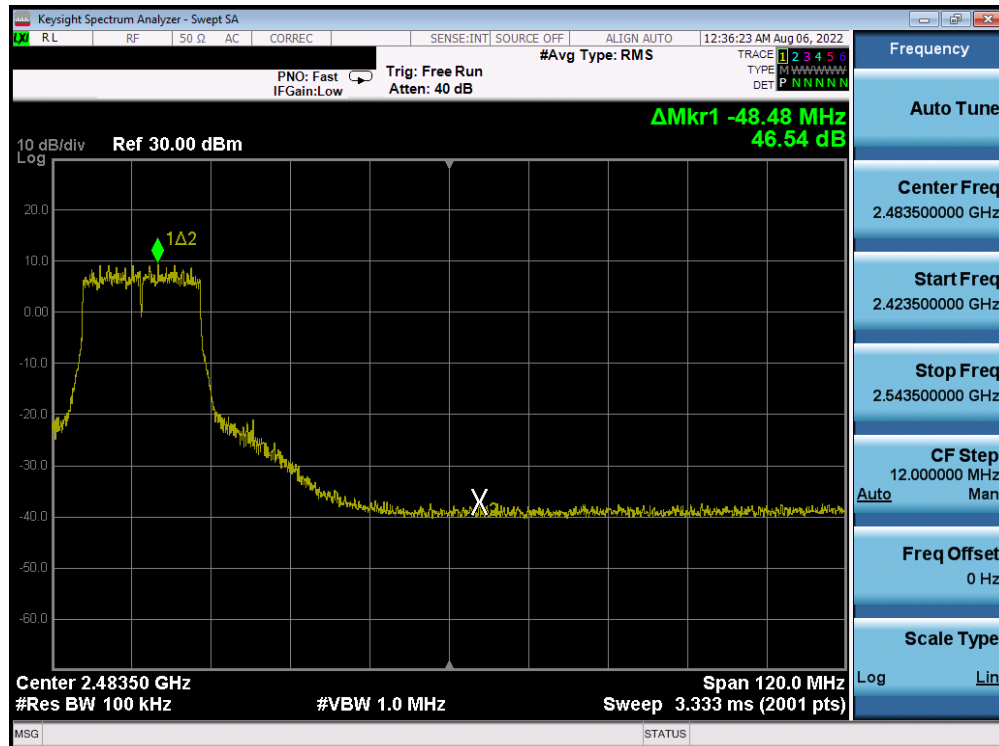 Keysight Spectrum Analyzer - Swept SA
LXI RL RF 50 Ω AC CORREC SENSE:INT SOURCE OFF ALIGN AUTO 12:36:23 AM Aug 06, 2022
#Avg Type: RMS TRACE 1 2 3 4 5 6
PNO: Fast Trig: Free Run TYPE M WWWWW
IFGain:Low Atten: 40 dB DET P N N N N N
ΔMkr1 -48.48 MHz
46.54 dB
10 dB/div Ref 30.00 dBm
Log
20.0
1Δ2
10.0
0.00
-10.0
-20.0
-30.0
-40.0
-50.0
-60.0
Center 2.48350 GHz Span 120.0 MHz
#Res BW 100 kHz #VBW 1.0 MHz Sweep 3.333 ms (2001 pts)
MSG STATUS
Frequency
Auto Tune
Center Freq
2.483500000 GHz
Start Freq
2.423500000 GHz
Stop Freq
2.543500000 GHz
CF Step
12.000000 MHz
Auto Man
Freq Offset
0 Hz
Scale Type
Log Lin